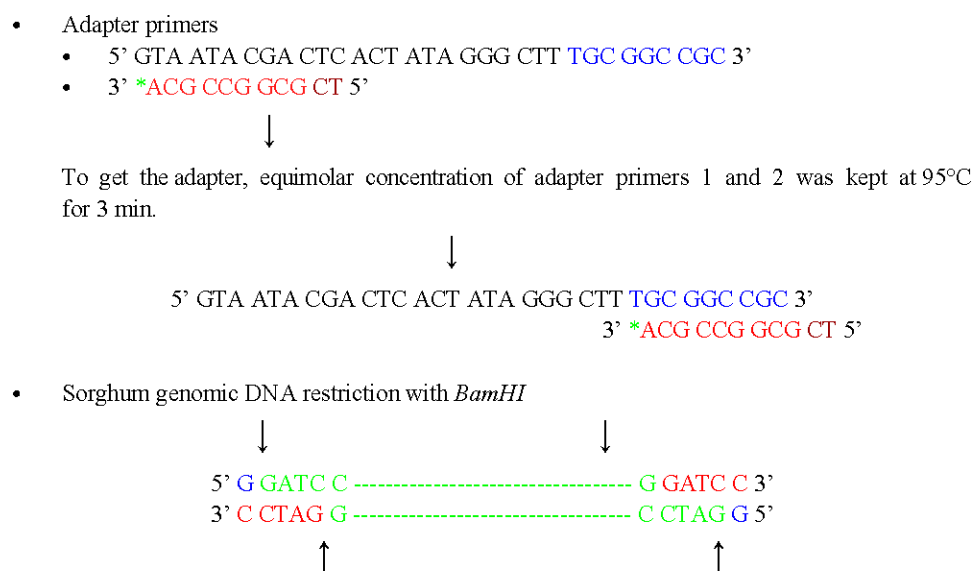 • Adapter primers
• 5’ GTA ATA CGA CTC ACT ATA GGG CTT TGC GGC CGC 3’
• 3’ *ACG CCG GCG CT 5’
↓
To get the adapter, equimolar concentration of adapter primers 1 and 2 was kept at 95°C
for 3 min.
↓
5’ GTA ATA CGA CTC ACT ATA GGG CTT TGC GGC CGC 3’
3’ *ACG CCG GCG CT 5’
• Sorghum genomic DNA restriction with BamHI
↓ ↓
5’ G GATC C ----------------------------------- G GATC C 3’
3’ C CTAG G ----------------------------------- C CTAG G 5’
↑ ↑